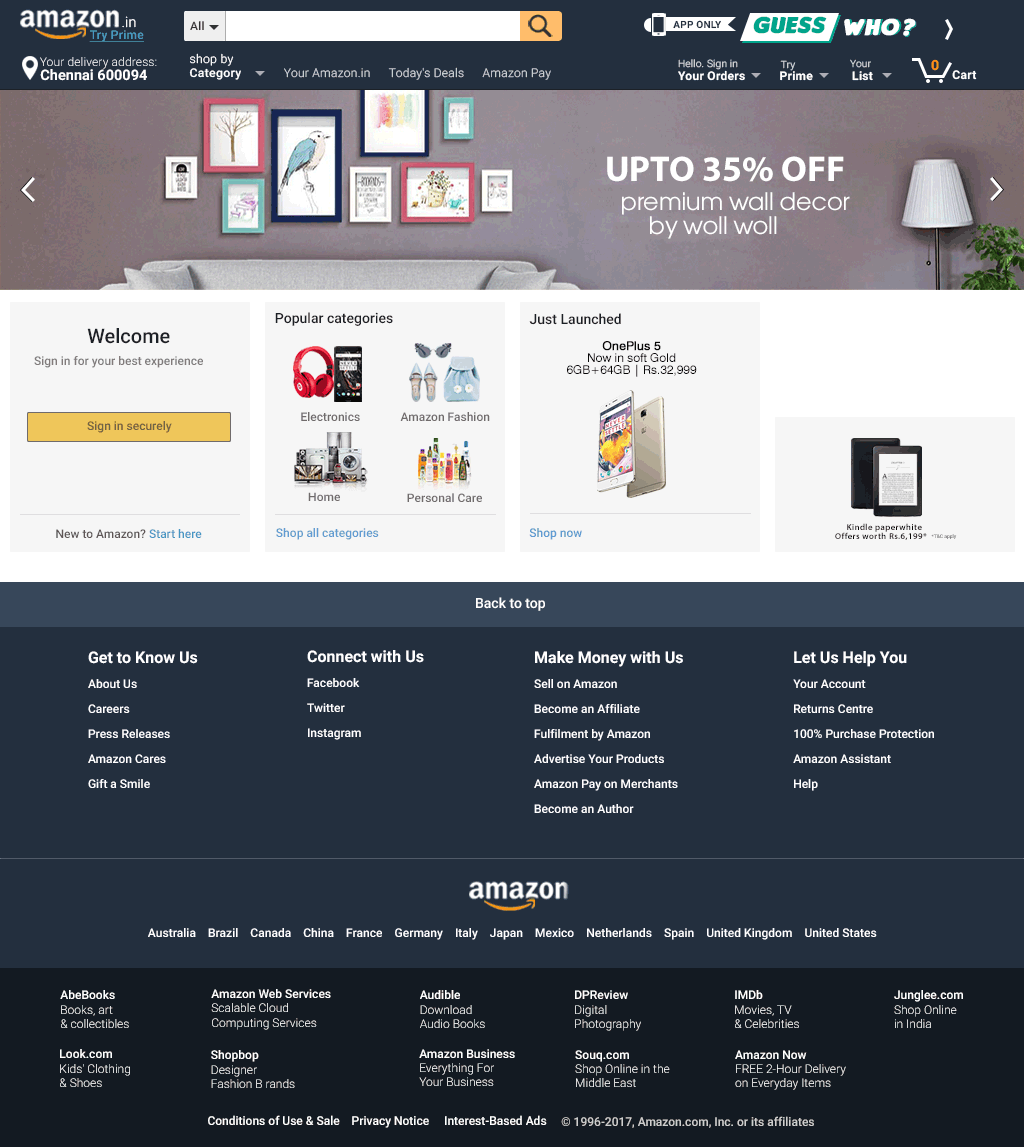 amazon.in
Try Prime
All
APP ONLY
GUESS WHO?
Your delivery address:
Chennai 600094
shop by
Category
Your Amazon.in
Today's Deals
Amazon Pay
Hello. Sign in
Your Orders
Try
Prime
Your
List
0
Cart
UPTO 35% OFF
premium wall decor
by woll woll
Welcome
Sign in for your best experience
Sign in securely
New to Amazon? Start here
Popular categories
Electronics
Amazon Fashion
Home
Personal Care
Shop all categories
Just Launched
OnePlus 5
Now in soft Gold
6GB+64GB | Rs.32,999
Shop now
Kindle paperwhite
Offers worth Rs.6,199* *T&C apply
Back to top
Get to Know Us
About Us
Careers
Press Releases
Amazon Cares
Gift a Smile
Connect with Us
Facebook
Twitter
Instagram
Make Money with Us
Sell on Amazon
Become an Affiliate
Fulfilment by Amazon
Advertise Your Products
Amazon Pay on Merchants
Become an Author
Let Us Help You
Your Account
Returns Centre
100% Purchase Protection
Amazon Assistant
Help
amazon
Australia Brazil Canada China France Germany Italy Japan Mexico Netherlands Spain United Kingdom United States
AbeBooks
Books, art
& collectibles
Amazon Web Services
Scalable Cloud
Computing Services
Audible
Download
Audio Books
DPReview
Digital
Photography
IMDb
Movies, TV
& Celebrities
Junglee.com
Shop Online
in India
Look.com
Kids' Clothing
& Shoes
Shopbop
Designer
Fashion B rands
Amazon Business
Everything For
Your Business
Souq.com
Shop Online in the
Middle East
Amazon Now
FREE 2-Hour Delivery
on Everyday Items
Conditions of Use & Sale Privacy Notice Interest-Based Ads © 1996-2017, Amazon.com, Inc. or its affiliates